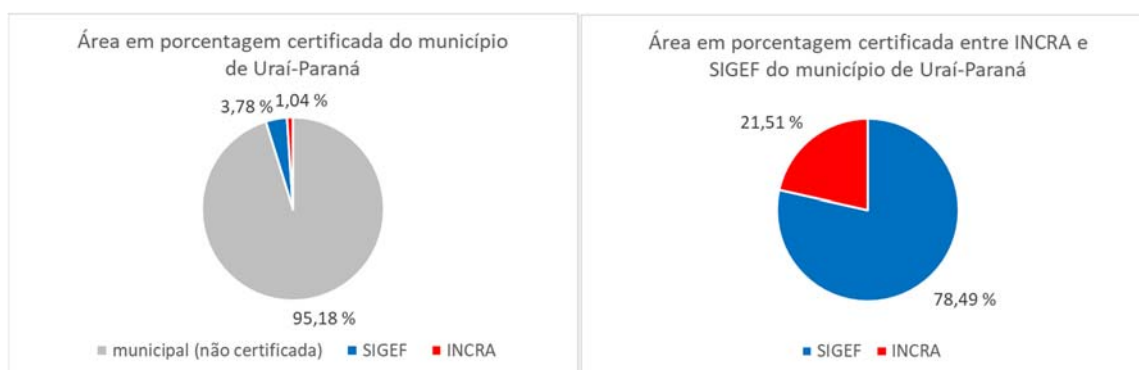 Área em porcentagem certificada do município
de Uraí-Paraná
3,78 %
1,04 %
95,18 %
municipal (não certificada) SIGEF INCRA
Área em porcentagem certificada entre INCRA e
SIGEF do município de Uraí-Paraná
21,51 %
78,49 %
SIGEF INCRA